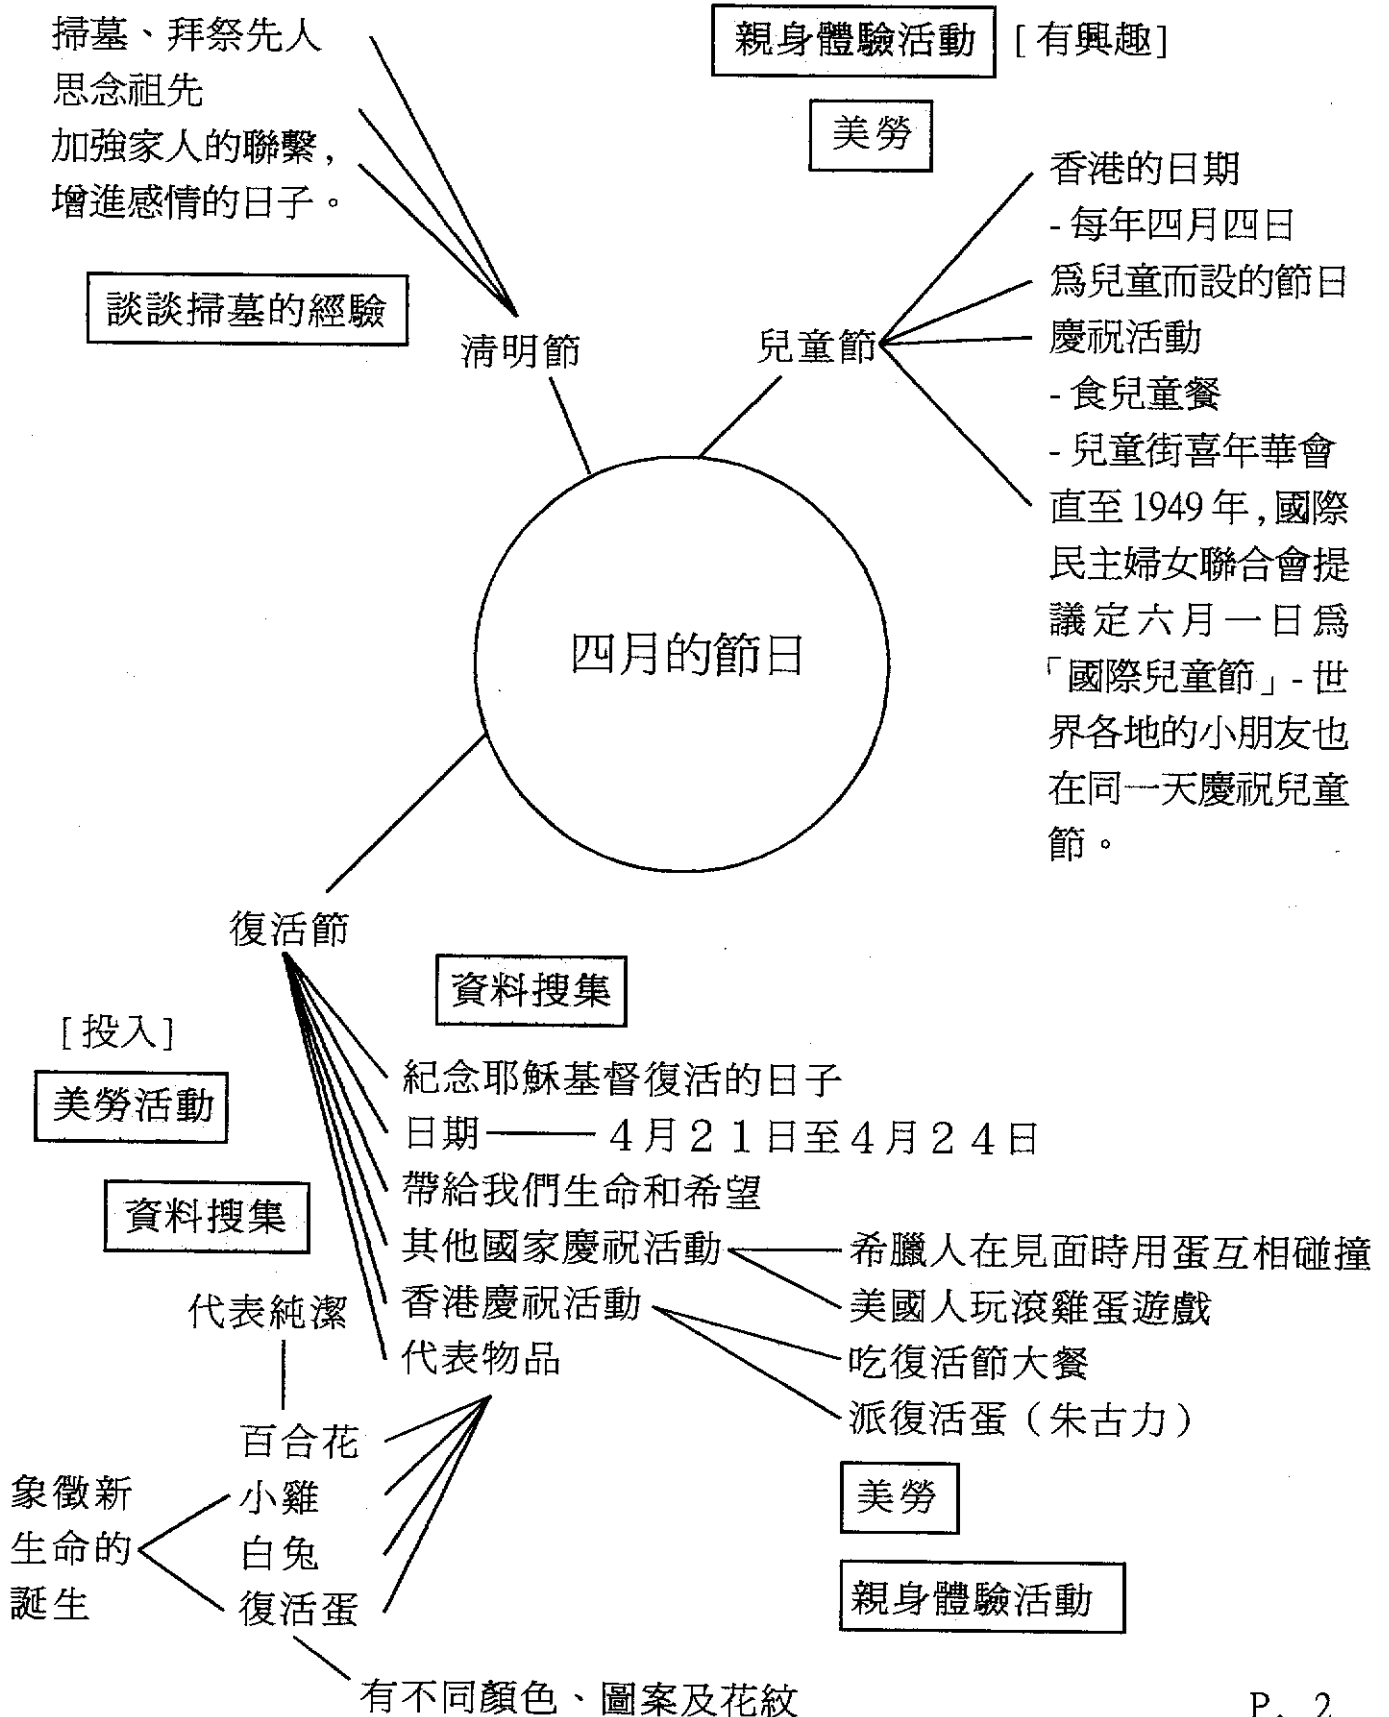 掃墓、拜祭先人
思念祖先
加強家人的聯繫，
增進感情的日子。
談談掃墓的經驗
清明節
親身體驗活動 [有興趣]
美勞
兒童節
香港的日期
- 每年四月四日
爲兒童而設的節日
慶祝活動
- 食兒童餐
- 兒童街喜年華會
直至1949年，國際
民主婦女聯合會提
議定六月一日爲
「國際兒童節」- 世
界各地的小朋友也
在同一天慶祝兒童
節。
四月的節日
復活節
資料搜集
[投入]
美勞活動
資料搜集
紀念耶穌基督復活的日子
日期——4月21日至4月24日
帶給我們生命和希望
其他國家慶祝活動
希臘人在見面時用蛋互相碰撞
美國人玩滾雞蛋遊戲
香港慶祝活動
吃復活節大餐
派復活蛋（朱古力）
代表物品
代表純潔
百合花
小雞
白兔
復活蛋
象徵新
生命的
誕生
有不同顏色、圖案及花紋
美勞
親身體驗活動
P. 2